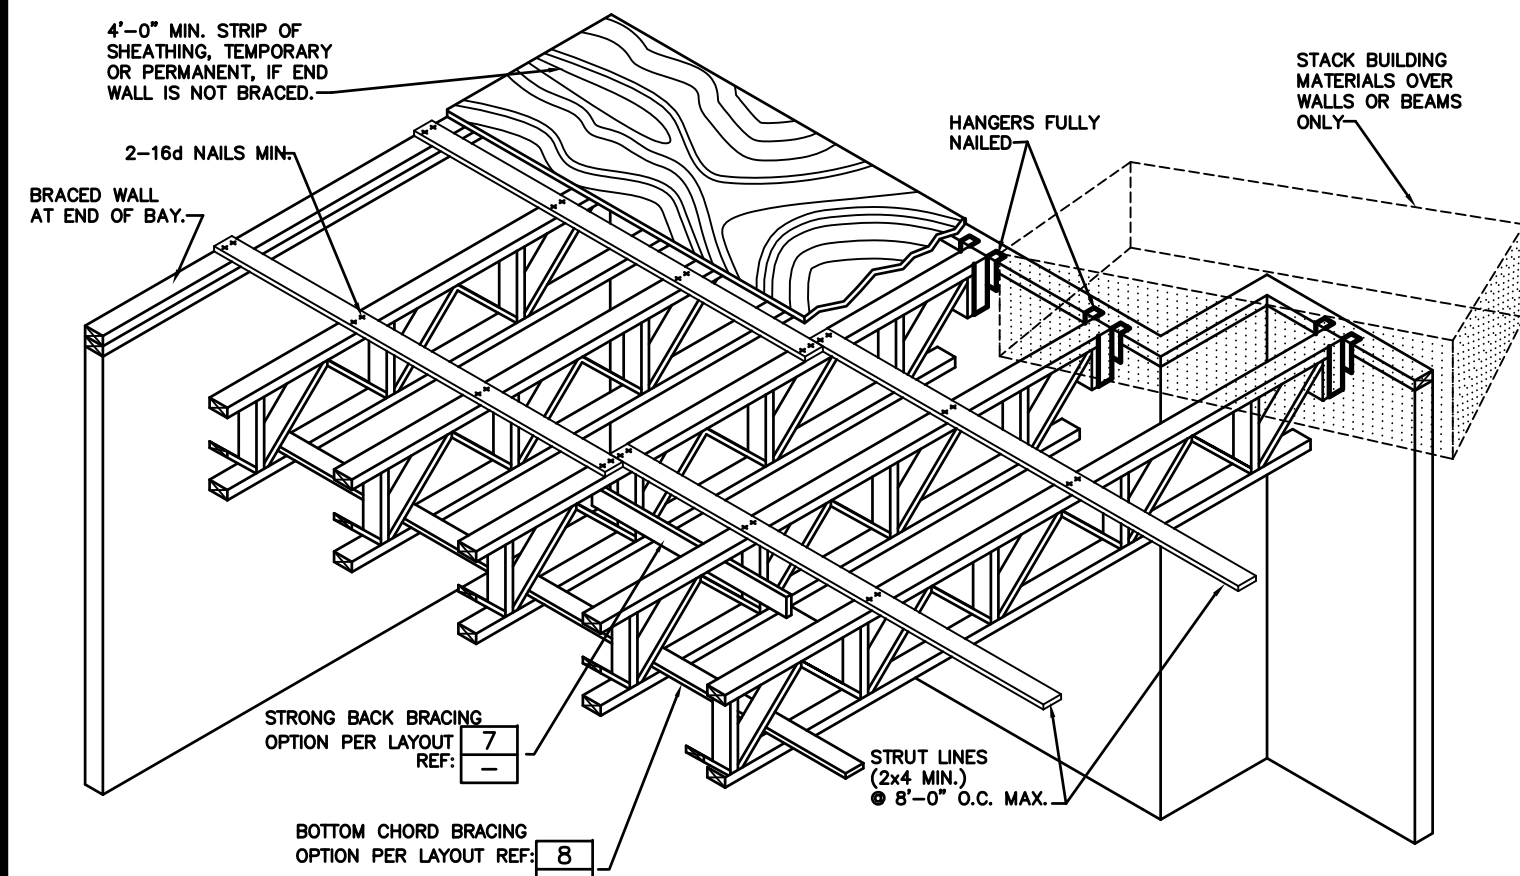 4'-0" MIN. STRIP OF
SHEATHING, TEMPORARY
OR PERMANENT, IF END
WALL IS NOT BRACED.
2-16d NAILS MIN.
BRACED WALL
AT END OF BAY.
HANGERS FULLY
NAILED
STACK BUILDING
MATERIALS OVER
WALLS OR BEAMS
ONLY
STRONG BACK BRACING
OPTION PER LAYOUT
REF:
7
-
BOTTOM CHORD BRACING
OPTION PER LAYOUT REF:
8
STRUT LINES
(2x4 MIN.)
@ 8'-0" O.C. MAX.